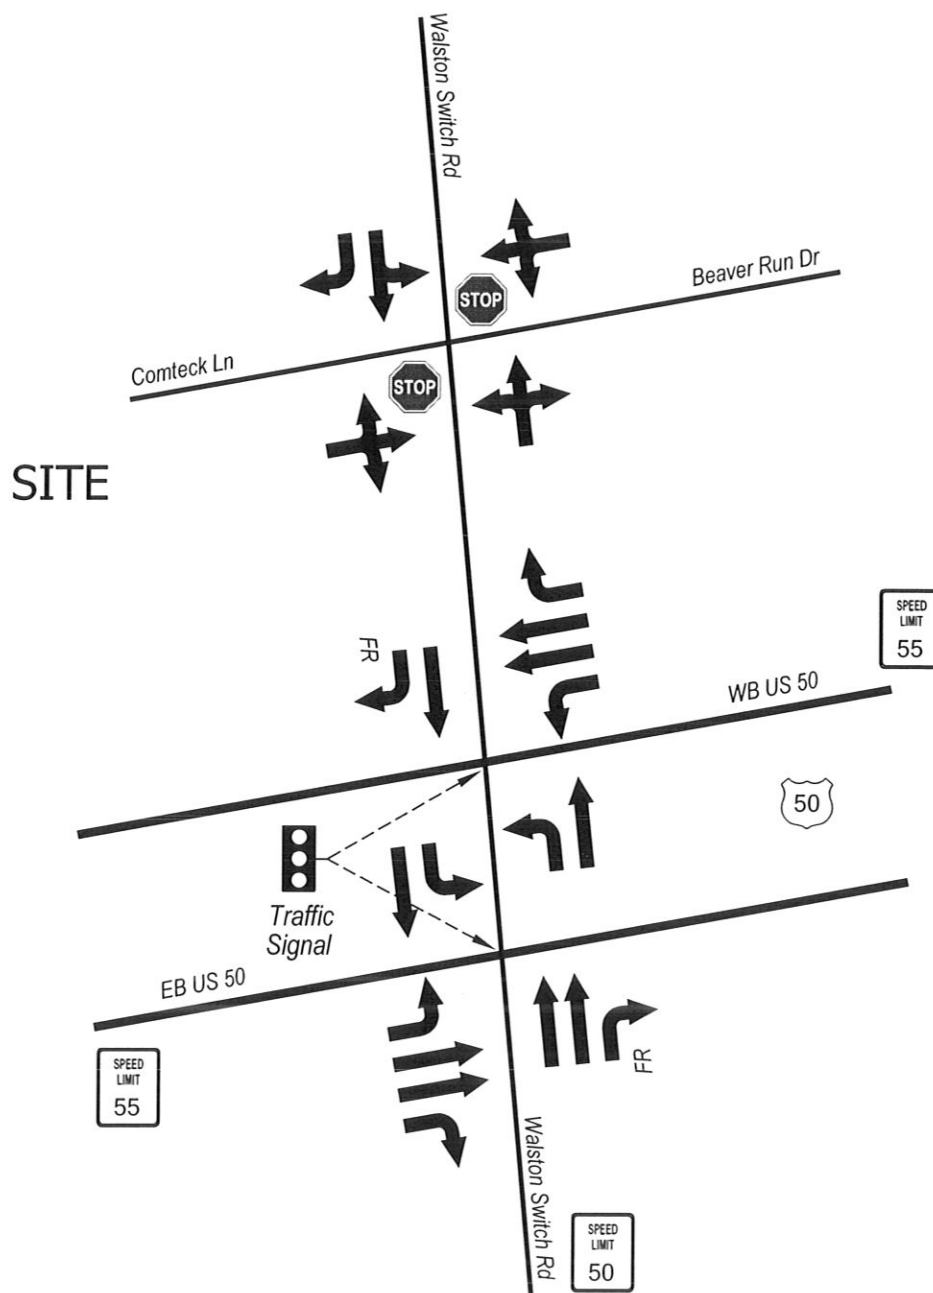 Walston Switch Rd
STOP
Beaver Run Dr
Comteck Ln
STOP
SITE
FR
SPEED
LIMIT
55
WB US 50
50
Traffic
Signal
EB US 50
FR
SPEED
LIMIT
55
Walston Switch Rd
SPEED
LIMIT
50